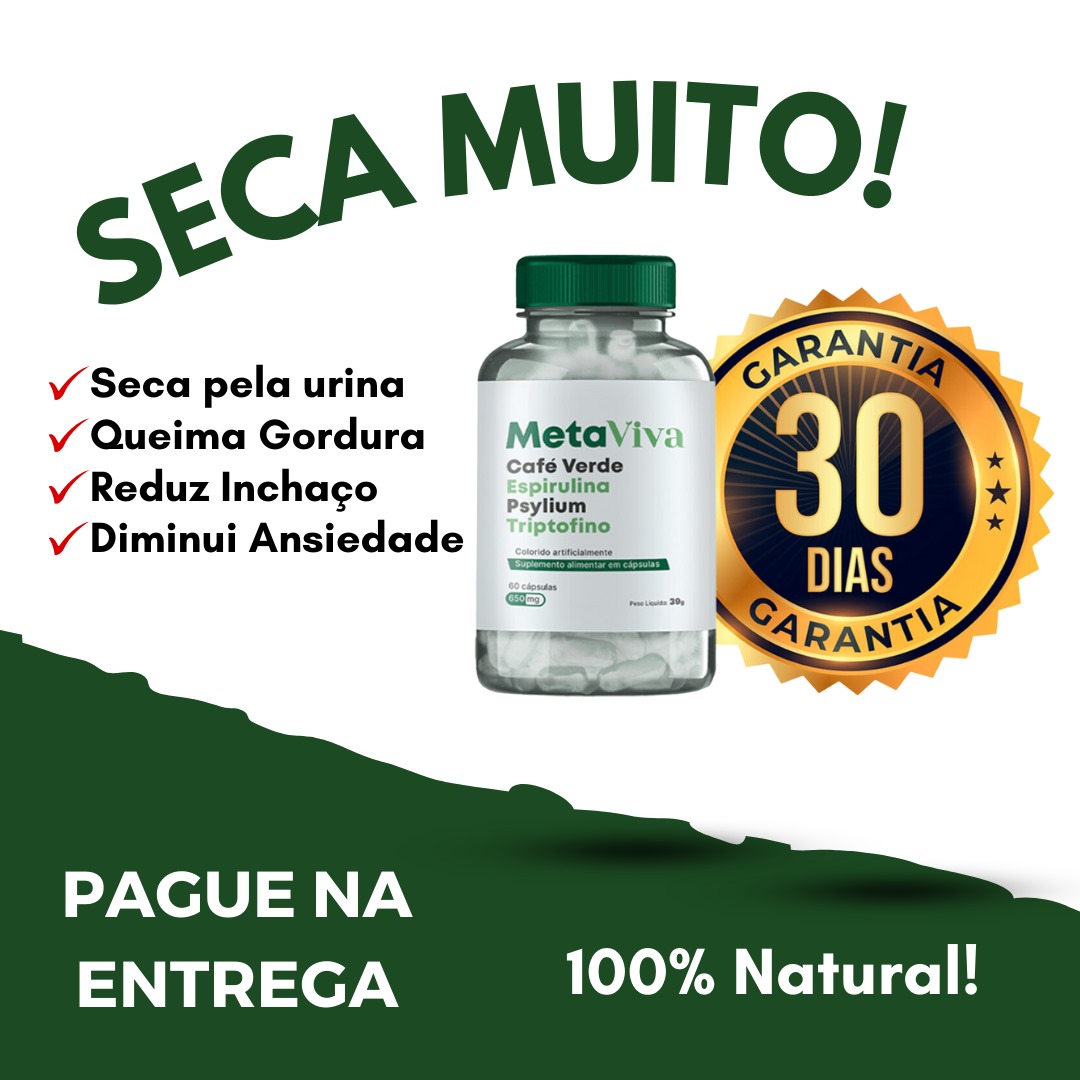 SECA MUITO!
Seca pela urina
Queima Gordura
Reduz Inchaço
Diminui Ansiedade
MetaViva
Café Verde
Espirulina
Psylium
Triptofino
Colorido artificialmente
Suplemento alimentar em cápsulas
60 cápsulas
650mg
Peso Líquido: 39g
GARANTIA
30
DIAS
GARANTIA
PAGUE NA
ENTREGA
100% Natural!